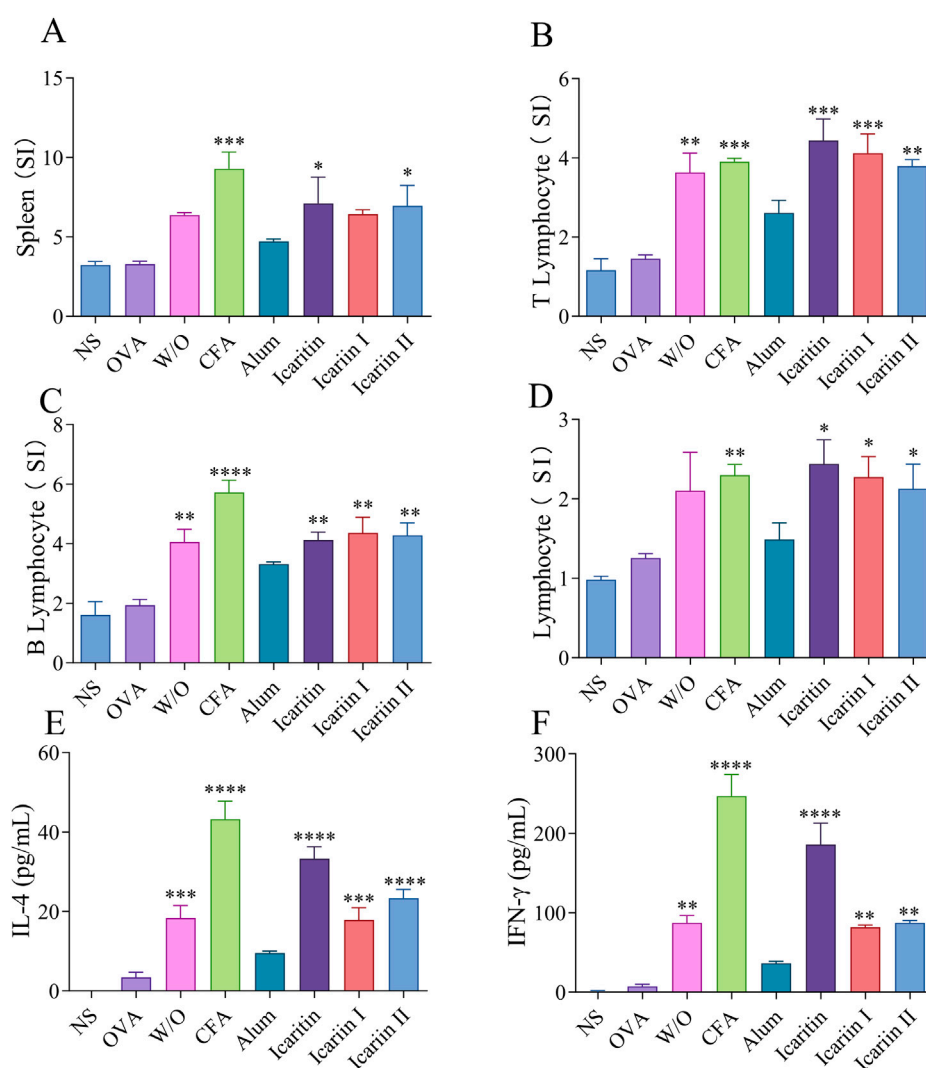 A
Spleen (SI)
15
10
5
0
***
*
*
NS
OVA
W/O
CFA
Alum
Icaritin
Icariin I
Icariin II
B
T Lymphocyte ( SI)
6
4
2
0
**
***
***
***
**
NS
OVA
W/O
CFA
Alum
Icaritin
Icariin I
Icariin II
C
B Lymphocyte ( SI)
8
6
4
2
0
**
****
**
**
**
NS
OVA
W/O
CFA
Alum
Icaritin
Icariin I
Icariin II
D
Lymphocyte ( SI)
3
2
1
0
**
*
*
*
NS
OVA
W/O
CFA
Alum
Icaritin
Icariin I
Icariin II
E
IL-4 (pg/mL)
60
40
20
0
***
****
****
***
****
NS
OVA
W/O
CFA
Alum
Icaritin
Icariin I
Icariin II
F
IFN-γ (pg/mL)
300
200
100
0
**
****
****
**
**
NS
OVA
W/O
CFA
Alum
Icaritin
Icariin I
Icariin II